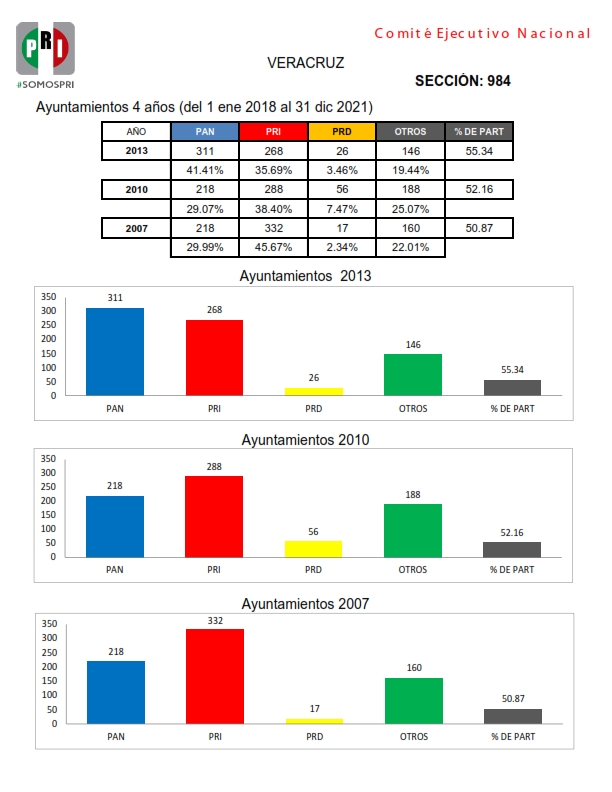 Comité Ejecutivo Nacional
PRI
#SOMOSPRI
VERACRUZ
SECCIÓN: 984
Ayuntamientos 4 años (del 1 ene 2018 al 31 dic 2021)
AÑO PAN PRI PRD OTROS % DE PART
2013 311 268 26 146 55.34
41.41% 35.69% 3.46% 19.44%
2010 218 288 56 188 52.16
29.07% 38.40% 7.47% 25.07%
2007 218 332 17 160 50.87
29.99% 45.67% 2.34% 22.01%
Ayuntamientos 2013
350
300
250
200
150
100
50
0
311 268 26 146 55.34
PAN PRI PRD OTROS % DE PART
Ayuntamientos 2010
350
300
250
200
150
100
50
0
218 288 56 188 52.16
PAN PRI PRD OTROS % DE PART
Ayuntamientos 2007
350
300
250
200
150
100
50
0
218 332 17 160 50.87
PAN PRI PRD OTROS % DE PART